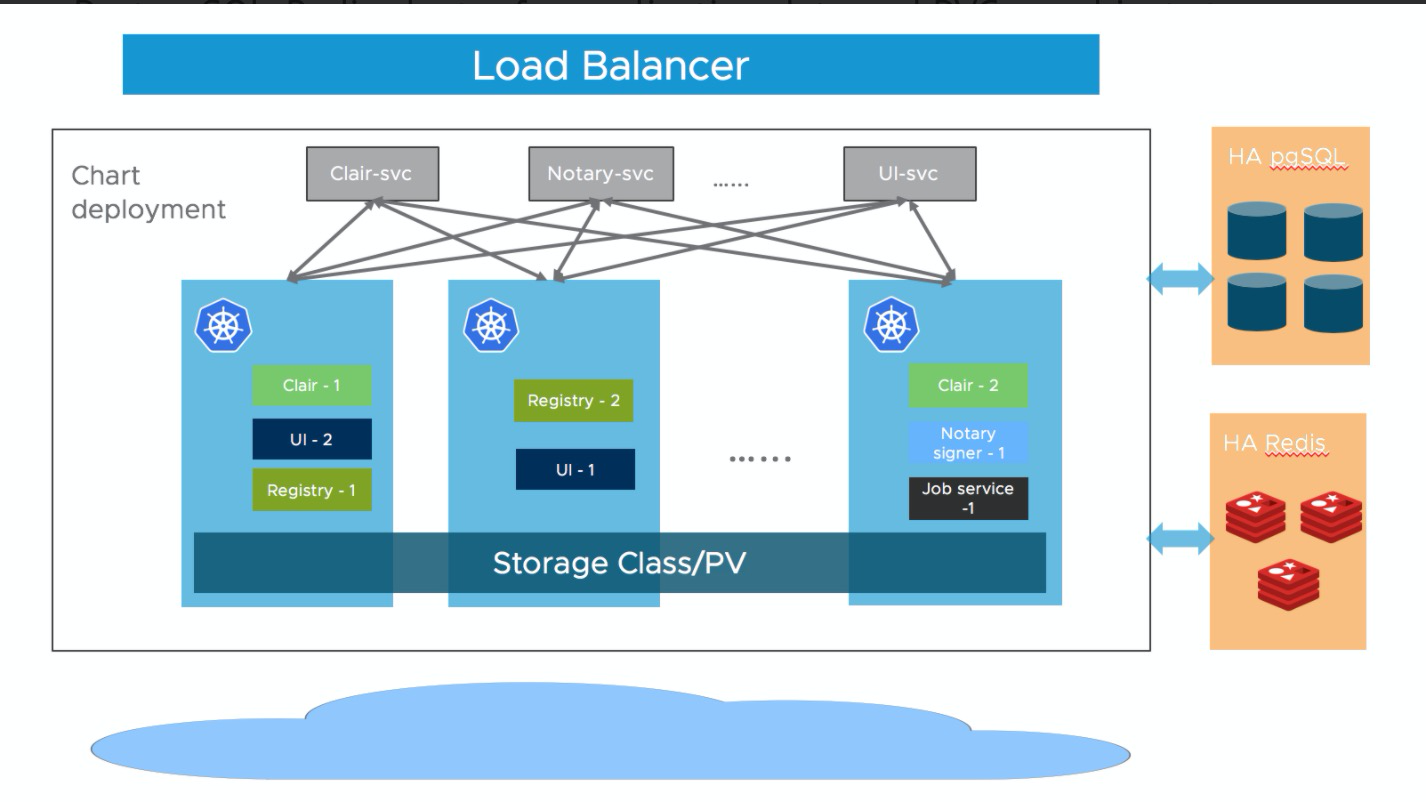 Load Balancer
Chart
deployment
Clair-svc
Notary-svc
......
UI-svc
HA pgSQL
Clair - 1
UI - 2
Registry - 1
Registry - 2
UI - 1
......
Clair - 2
Notary
signer - 1
Job service
-1
Storage Class/PV
HA Redis